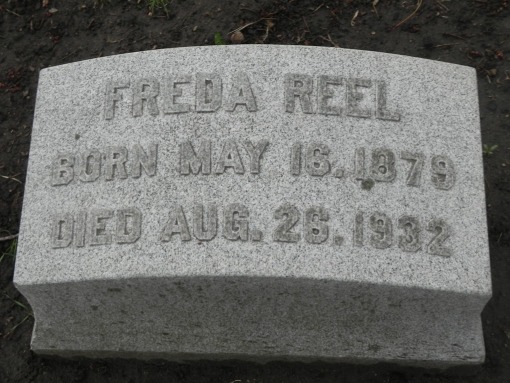 FREDA REEL
BORN MAY 16. 1879
DIED AUG. 26. 1932